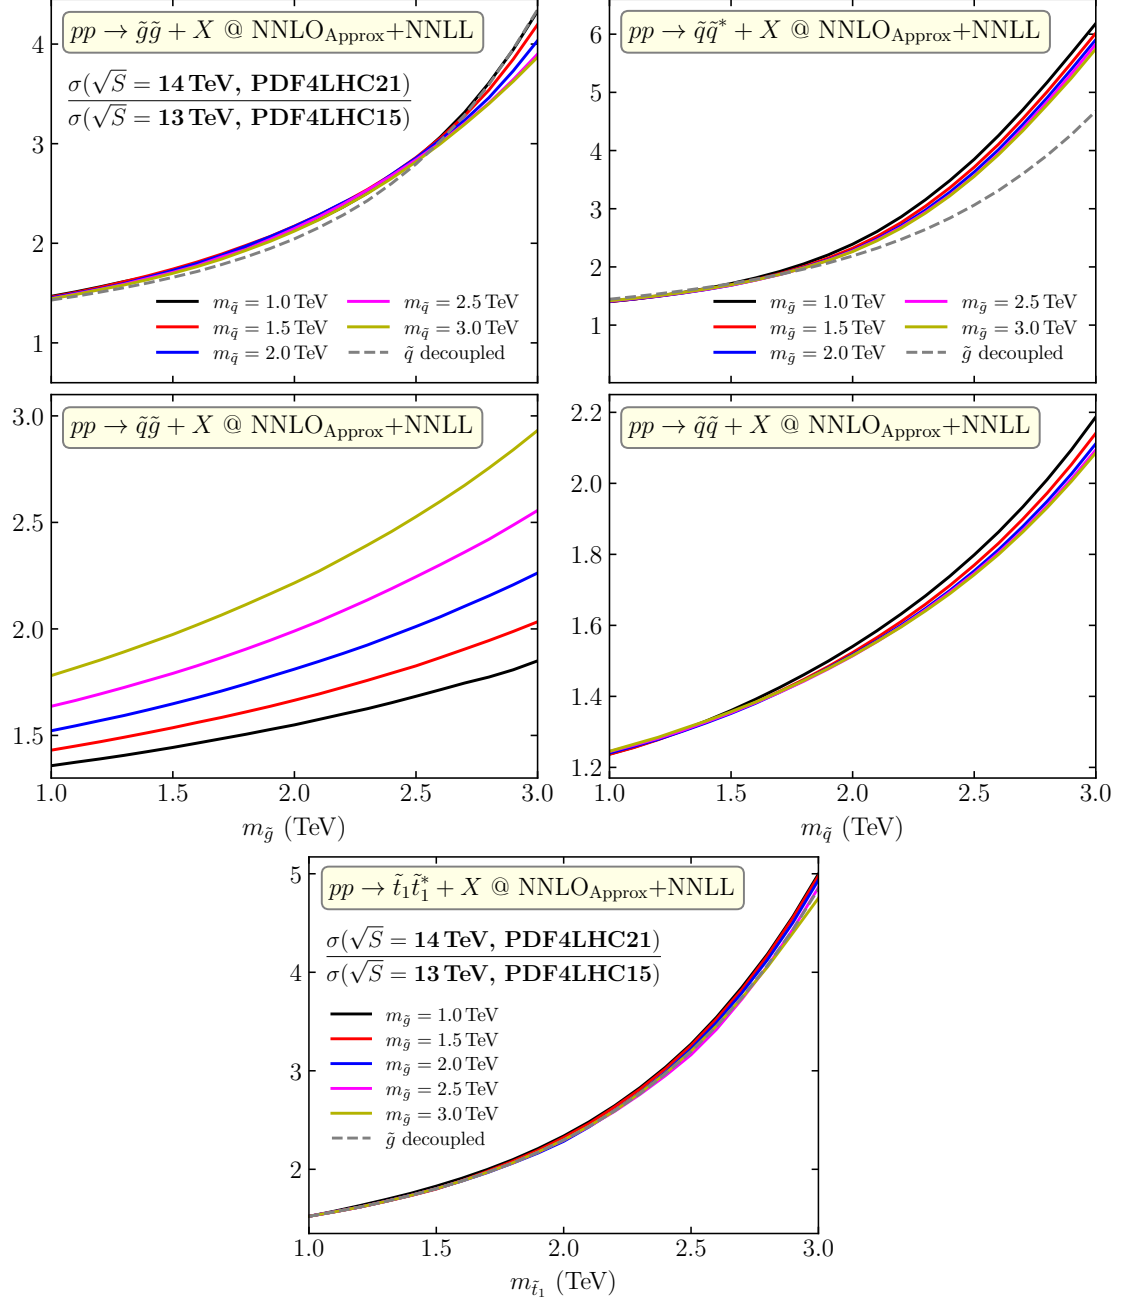 pp → g̃g̃ + X @ NNLO_Approx+NNLL
σ(√S = 14 TeV, PDF4LHC21)
σ(√S = 13 TeV, PDF4LHC15)
4
3
2
1
m_q̃ = 1.0 TeV
m_q̃ = 1.5 TeV
m_q̃ = 2.0 TeV
m_q̃ = 2.5 TeV
m_q̃ = 3.0 TeV
q̃ decoupled
pp → q̃q̃* + X @ NNLO_Approx+NNLL
6
5
4
3
2
1
m_g̃ = 1.0 TeV
m_g̃ = 1.5 TeV
m_g̃ = 2.0 TeV
m_g̃ = 2.5 TeV
m_g̃ = 3.0 TeV
g̃ decoupled
pp → q̃g̃ + X @ NNLO_Approx+NNLL
3.0
2.5
2.0
1.5
1.0 1.5 2.0 2.5 3.0
m_g̃ (TeV)
pp → q̃q̃ + X @ NNLO_Approx+NNLL
2.2
2.0
1.8
1.6
1.4
1.2
1.0 1.5 2.0 2.5 3.0
m_q̃ (TeV)
pp → t̃₁t̃₁* + X @ NNLO_Approx+NNLL
σ(√S = 14 TeV, PDF4LHC21)
σ(√S = 13 TeV, PDF4LHC15)
5
4
3
2
m_g̃ = 1.0 TeV
m_g̃ = 1.5 TeV
m_g̃ = 2.0 TeV
m_g̃ = 2.5 TeV
m_g̃ = 3.0 TeV
g̃ decoupled
1.0 1.5 2.0 2.5 3.0
m_t̃₁ (TeV)